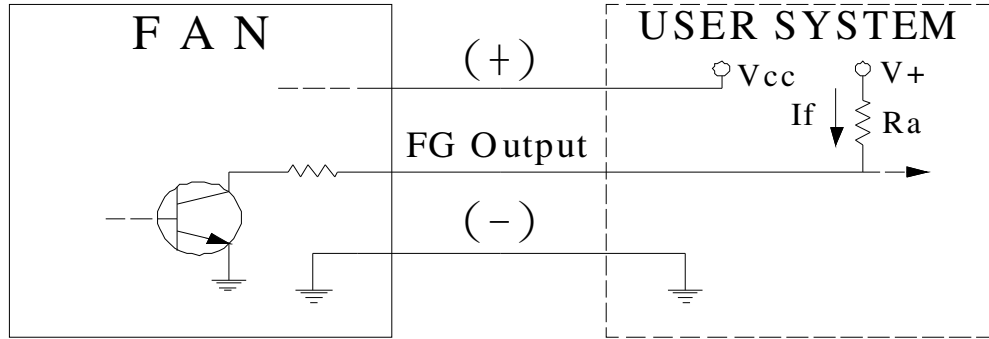 F A N
USER SYSTEM
(+)
Vcc
V+
If
Ra
FG Output
(-)